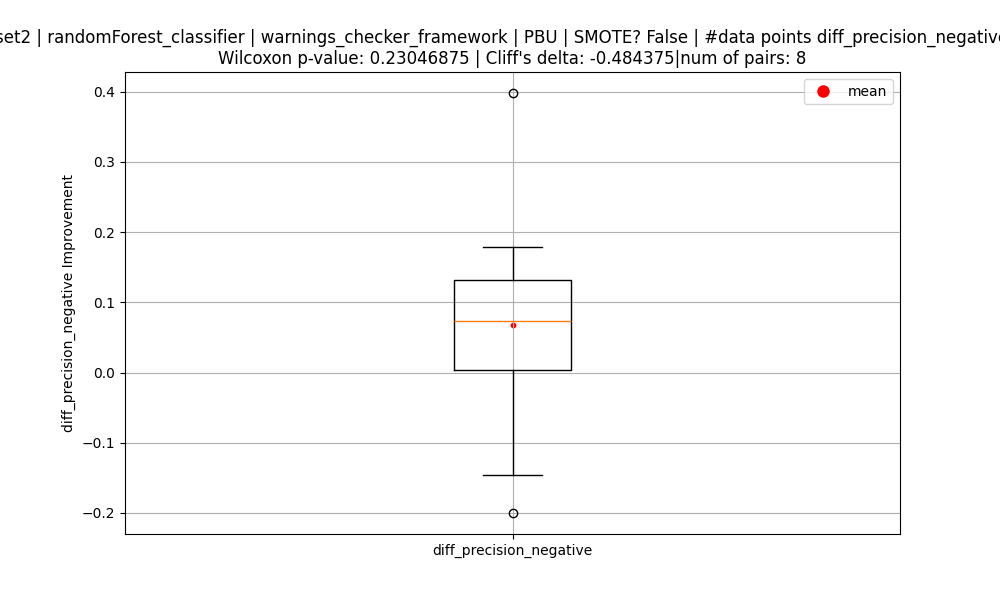 set2 | randomForest_classifier | warnings_checker_framework | PBU | SMOTE? False | #data points diff_precision_negative
Wilcoxon p-value: 0.23046875 | Cliff's delta: -0.484375|num of pairs: 8
mean
0.4
0.3
0.2
0.1
0.0
−0.1
−0.2
diff_precision_negative Improvement
diff_precision_negative